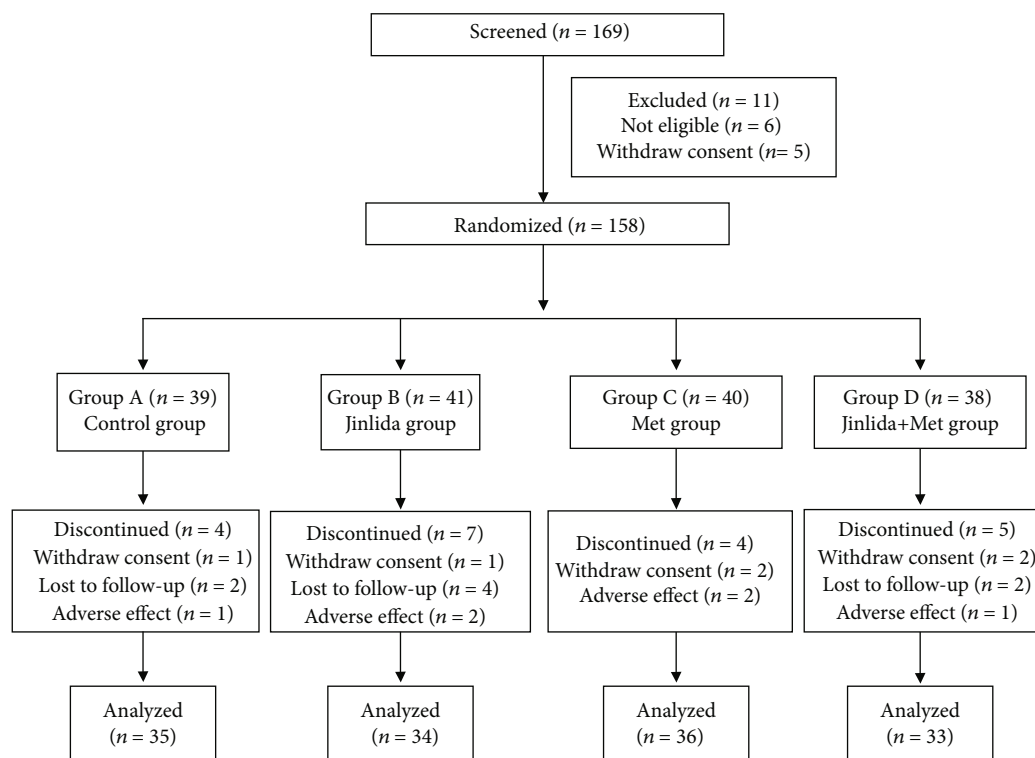 Screened (n = 169)
Excluded (n = 11)
Not eligible (n = 6)
Withdraw consent (n= 5)
Randomized (n = 158)
Group A (n = 39)
Control group
Group B (n = 41)
Jinlida group
Group C (n = 40)
Met group
Group D (n = 38)
Jinlida+Met group
Discontinued (n = 4)
Withdraw consent (n = 1)
Lost to follow-up (n = 2)
Adverse effect (n = 1)
Discontinued (n = 7)
Withdraw consent (n = 1)
Lost to follow-up (n = 4)
Adverse effect (n = 2)
Discontinued (n = 4)
Withdraw consent (n = 2)
Adverse effect (n = 2)
Discontinued (n = 5)
Withdraw consent (n = 2)
Lost to follow-up (n = 2)
Adverse effect (n = 1)
Analyzed
(n = 35)
Analyzed
(n = 34)
Analyzed
(n = 36)
Analyzed
(n = 33)